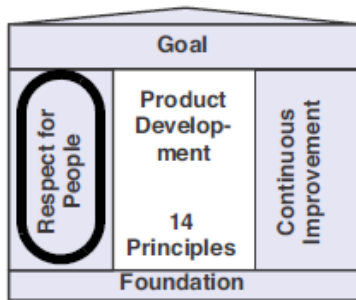 Goal
Respect for
People
Product
Develop-
ment
14
Principles
Continuous
Improvement
Foundation